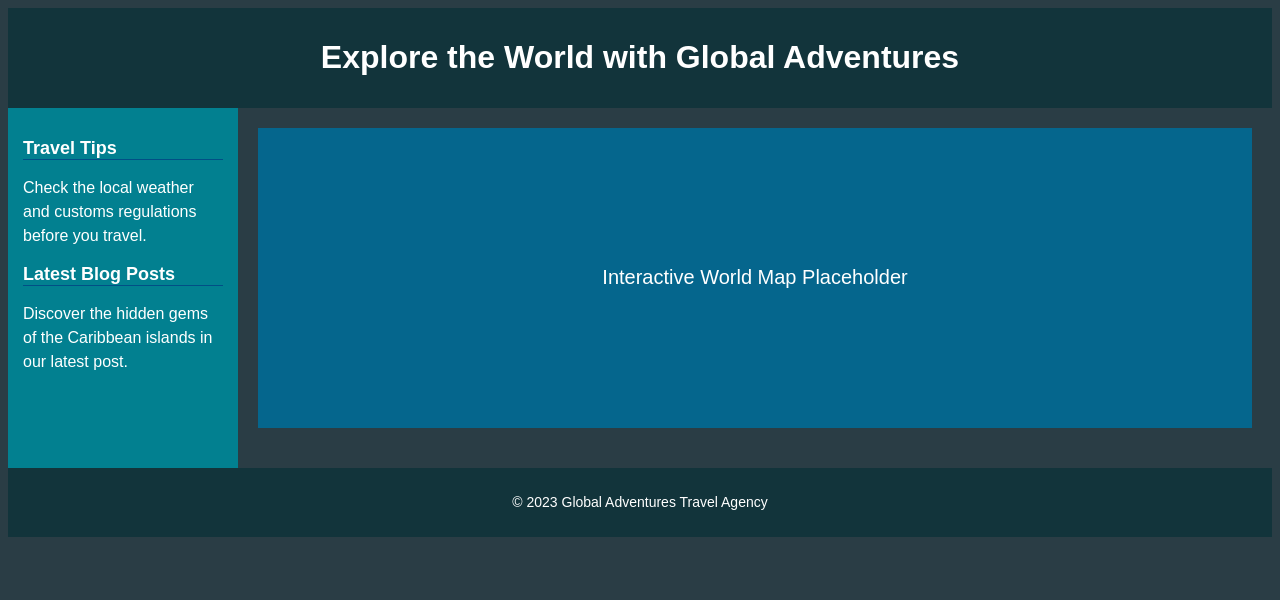 Explore the World with Global Adventures
Travel Tips
Check the local weather
and customs regulations
before you travel.
Latest Blog Posts
Discover the hidden gems
of the Caribbean islands in
our latest post.
Interactive World Map Placeholder
© 2023 Global Adventures Travel Agency